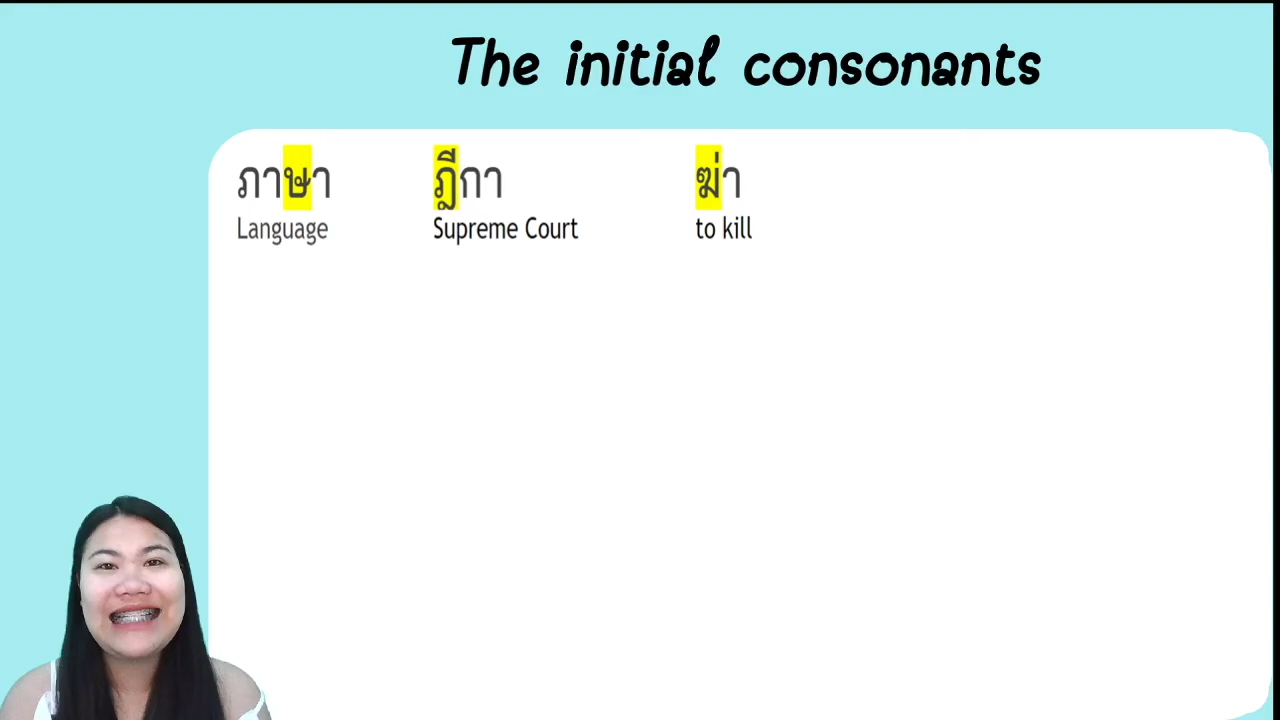 The initial consonants
ภาษา ฎีกา ฆ่า
Language Supreme Court to kill